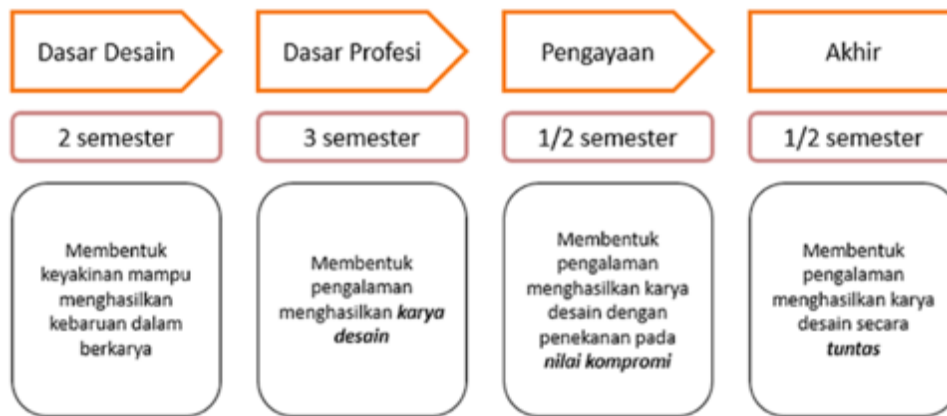 Dasar Desain
Dasar Profesi
Pengayaan
Akhir
2 semester
3 semester
1/2 semester
1/2 semester
Membentuk
keyakinan mampu
menghasilkan
kebaruan dalam
berkarya
Membentuk
pengalaman
menghasilkan karya
desain
Membentuk
pengalaman
menghasilkan karya
desain dengan
penekanan pada
nilai kompromi
Membentuk
pengalaman
menghasilkan karya
desain secara
tuntas